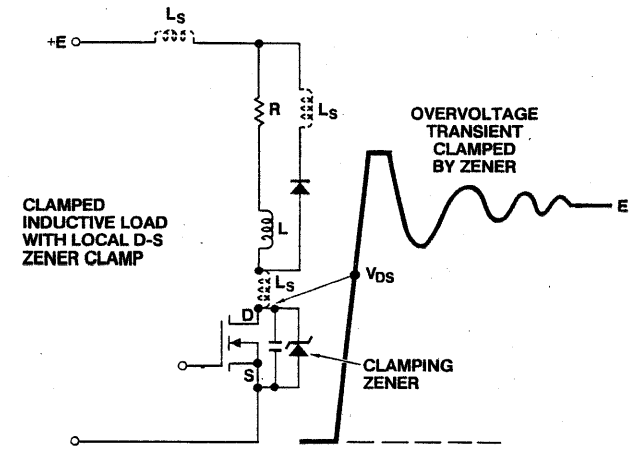 LS
+E
R
LS
OVERVOLTAGE
TRANSIENT
CLAMPED
BY ZENER
CLAMPED
INDUCTIVE LOAD
WITH LOCAL D-S
ZENER CLAMP
E
L
LS
VDS
D
S
CLAMPING
ZENER